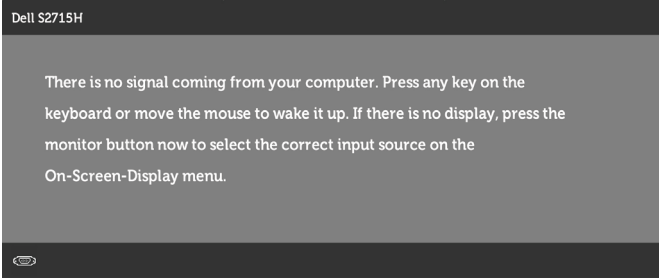 Dell S2715H
There is no signal coming from your computer. Press any key on the
keyboard or move the mouse to wake it up. If there is no display, press the
monitor button now to select the correct input source on the
On-Screen-Display menu.